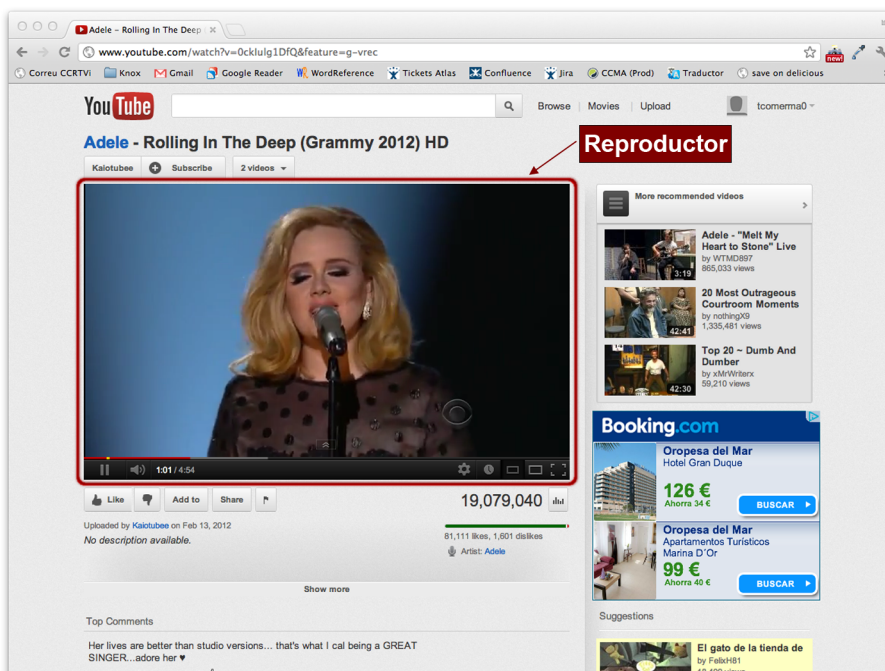 Adele - Rolling In The Deep
www.youtube.com/watch?v=0ckIulg1DfQ&feature=g-vrec
Correu CCRTVi Knox Gmail Google Reader WordReference Tickets Atlas Confluence Jira CCMA (Prod) Traductor save on delicious
new!
YouTube Browse Movies Upload tcomerma0
Adele - Rolling In The Deep (Grammy 2012) HD
Reproductor
Kaiotubee Subscribe 2 videos
1:01 / 4:54
Like Add to Share 19,079,040
Uploaded by Kaiotubee on Feb 13, 2012
No description available.
81,111 likes, 1,601 dislikes
Artist: Adele
Show more
Top Comments
Her lives are better than studio versions... that's what I cal being a GREAT
SINGER...adore her ♥
More recommended videos
Adele - "Melt My
Heart to Stone" Live
by WTMD897
865,033 views
3:19
20 Most Outrageous
Courtroom Moments
by nothingX9
1,335,481 views
42:41
Top 20 ~ Dumb And
Dumber
by xMrWriterx
59,210 views
42:30
Booking.com
Oropesa del Mar
Hotel Gran Duque
126 €
Ahorra 34 €
BUSCAR
Oropesa del Mar
Apartamentos Turísticos
Marina D´Or
99 €
Ahorra 40 €
BUSCAR
Suggestions
El gato de la tienda de
by FelixH81